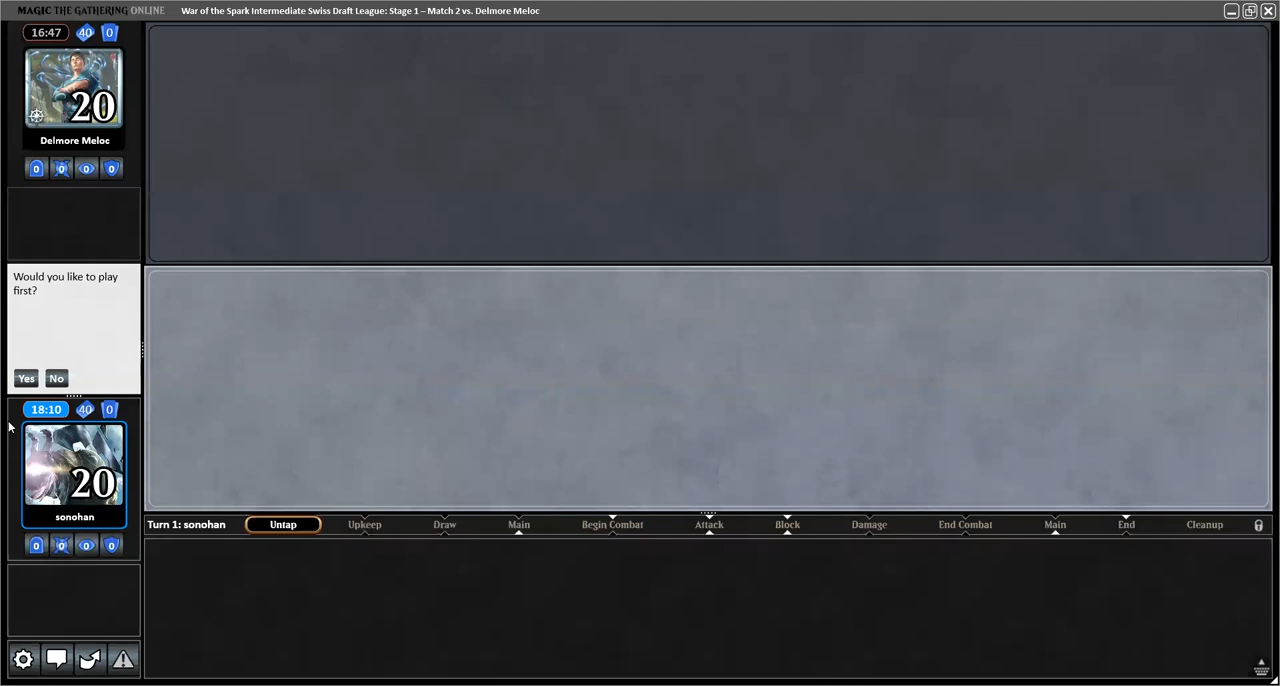 MAGIC THE GATHERING ONLINE War of the Spark Intermediate Swiss Draft League: Stage 1 – Match 2 vs. Delmore Meloc
16:47 40 0
20
Delmore Meloc
0 0 0 0
Would you like to play
first?
Yes No
18:10 40 0
20
sonohan
Turn 1: sonohan Untap Upkeep Draw Main Begin Combat Attack Block Damage End Combat Main End Cleanup
0 0 0 0